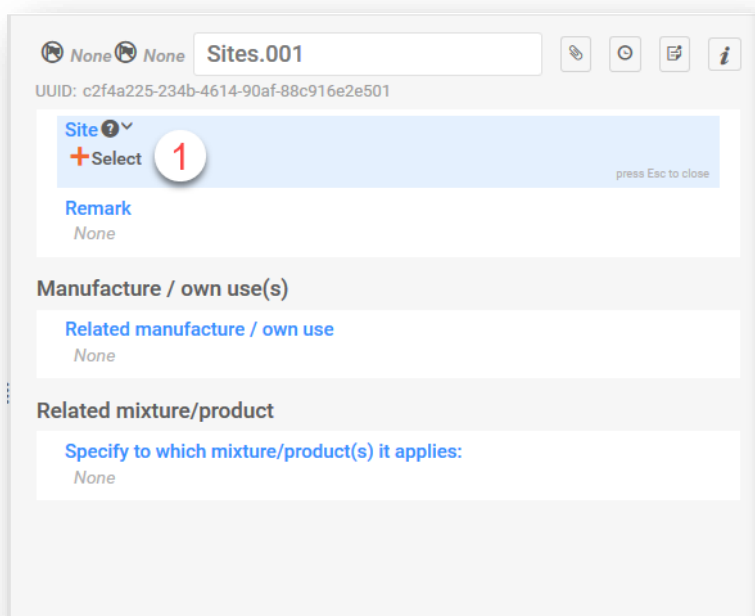 None None Sites.001
UUID: c2f4a225-234b-4614-90af-88c916e2e501
Site
Select 1
press Esc to close
Remark
None
Manufacture / own use(s)
Related manufacture / own use
None
Related mixture/product
Specify to which mixture/product(s) it applies:
None